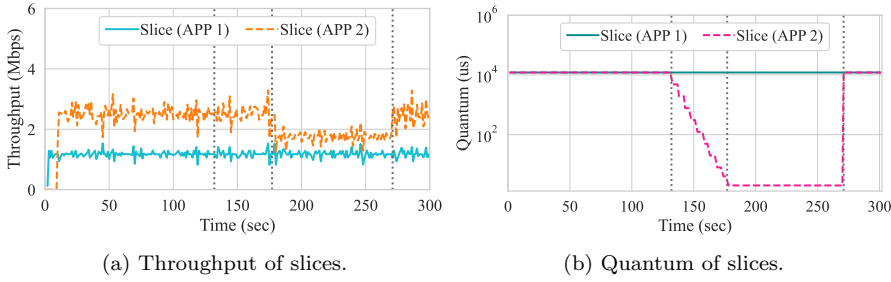 Slice (APP 1) Slice (APP 2)
Throughput (Mbps)
6
4
2
0
0 50 100 150 200 250 300
Time (sec)
(a) Throughput of slices.
Slice (APP 1) Slice (APP 2)
Quantum (us)
10^6
10^4
10^2
0 50 100 150 200 250 300
Time (sec)
(b) Quantum of slices.